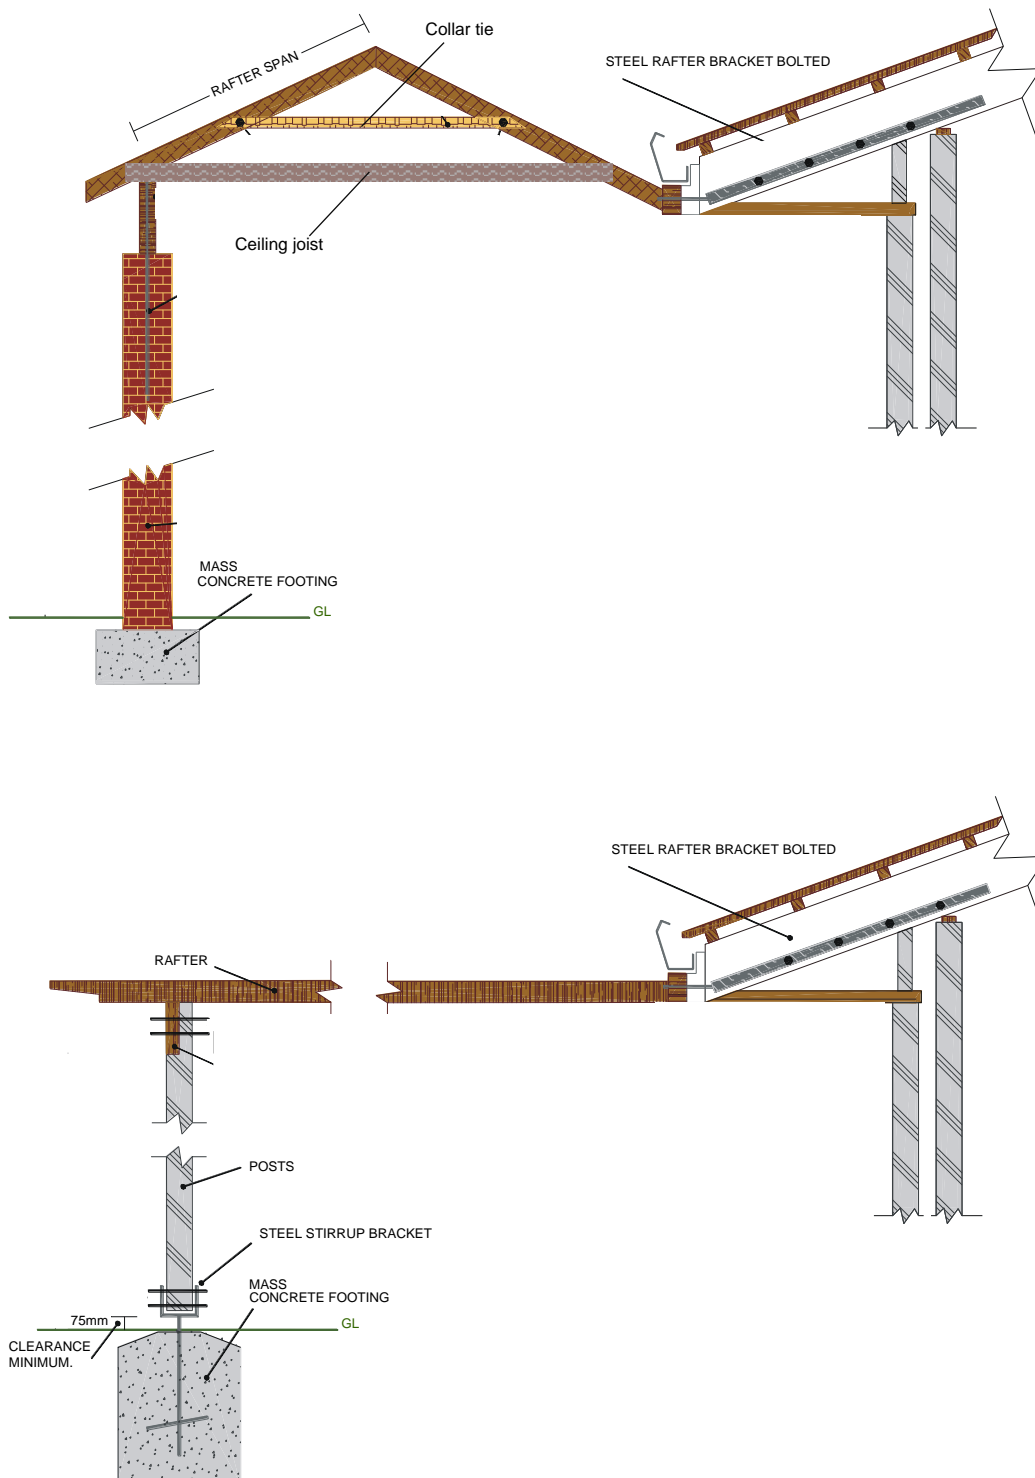 Collar tie
RAFTER SPAN
STEEL RAFTER BRACKET BOLTED
Ceiling joist
MASS
CONCRETE FOOTING
GL
STEEL RAFTER BRACKET BOLTED
RAFTER
POSTS
STEEL STIRRUP BRACKET
MASS
CONCRETE FOOTING
75mm
GL
CLEARANCE
MINIMUM.